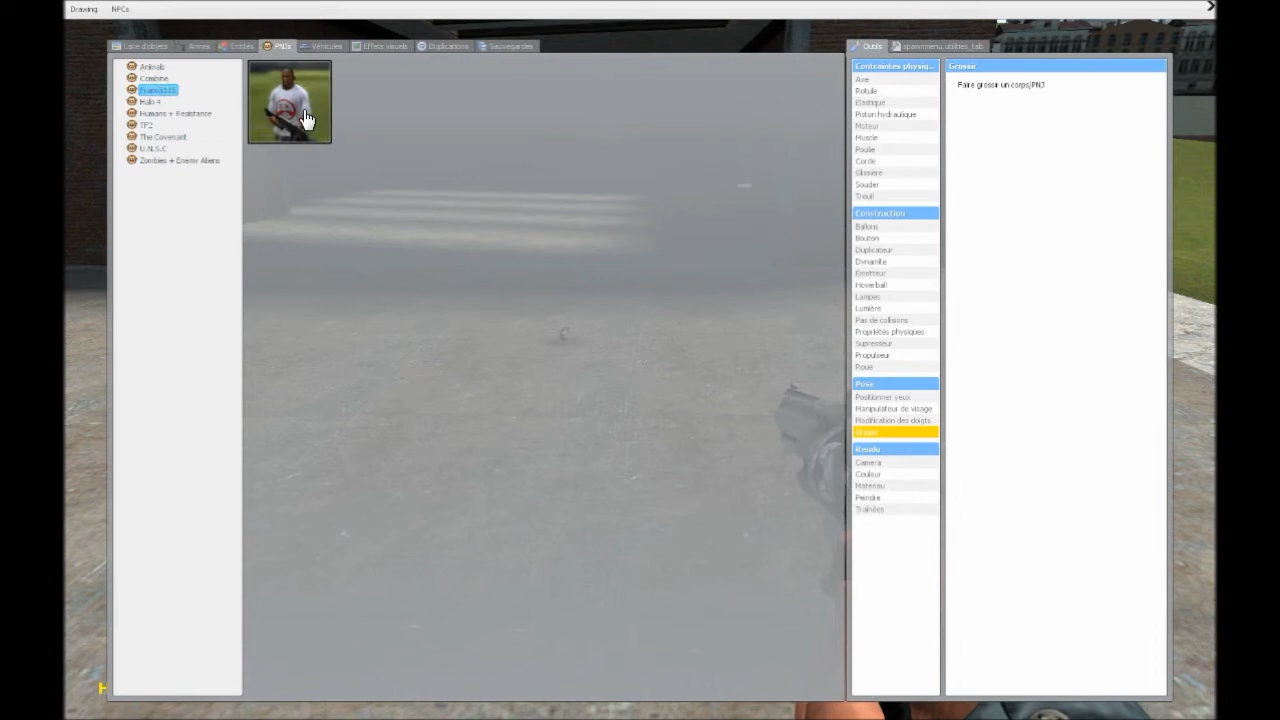 Drawing NPCs
Liste d'objets Armes Entités PNJs Véhicules Effets visuels Duplications Sauvegardes
Animals
Combine
Halo 4
Humans + Resistance
TF2
The Covenant
U.N.S.C
Zombies + Enemy Aliens
Outils spawnmenu.utilities_tab
Contraintes physiq...
Axe
Rotule
Elastique
Piston hydraulique
Moteur
Muscle
Poulie
Corde
Glissière
Souder
Treuil
Construction
Ballons
Bouton
Duplicateur
Dynamite
Emetteur
Hoverball
Lampes
Lumière
Pas de collisions
Propriétés physiques
Supresseur
Propulseur
Roue
Pose
Positionner yeux
Manipulateur de visage
Modification des doigts
Grossir
Rendu
Camera
Couleur
Matériau
Peindre
Traînées
Grossir
Faire grossir un corps/PNJ